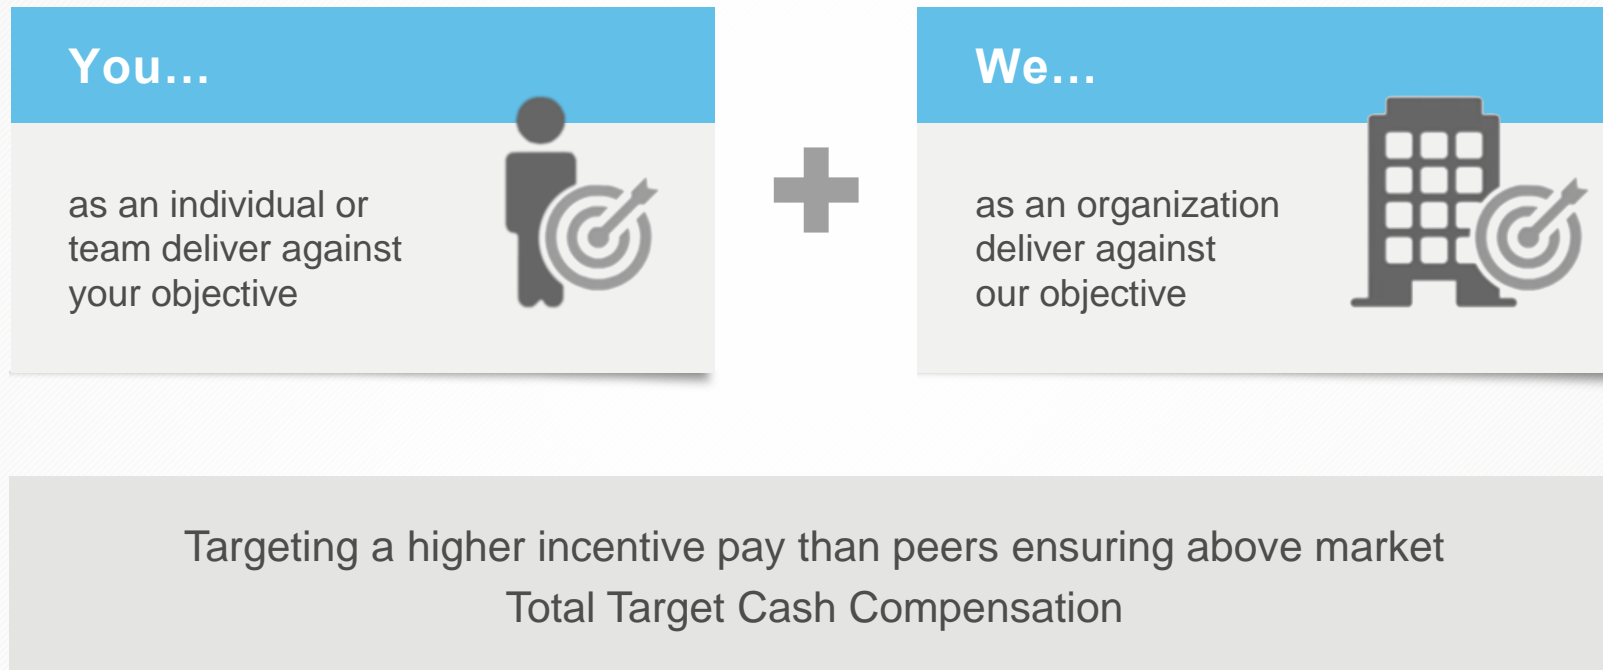 You...
as an individual or
team deliver against
your objective
We...
as an organization
deliver against
our objective
Targeting a higher incentive pay than peers ensuring above market
Total Target Cash Compensation